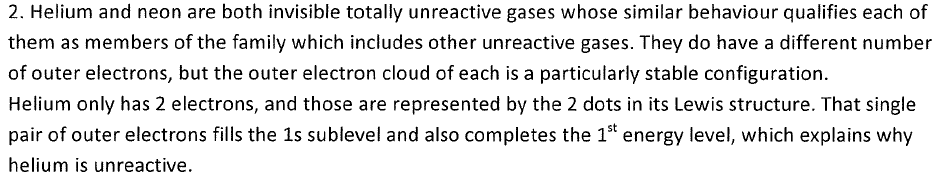 2. Helium and neon are both invisible totally unreactive gases whose similar behaviour qualifies each of
them as members of the family which includes other unreactive gases. They do have a different number
of outer electrons, but the outer electron cloud of each is a particularly stable configuration.
Helium only has 2 electrons, and those are represented by the 2 dots in its Lewis structure. That single
pair of outer electrons fills the 1s sublevel and also completes the 1st energy level, which explains why
helium is unreactive.